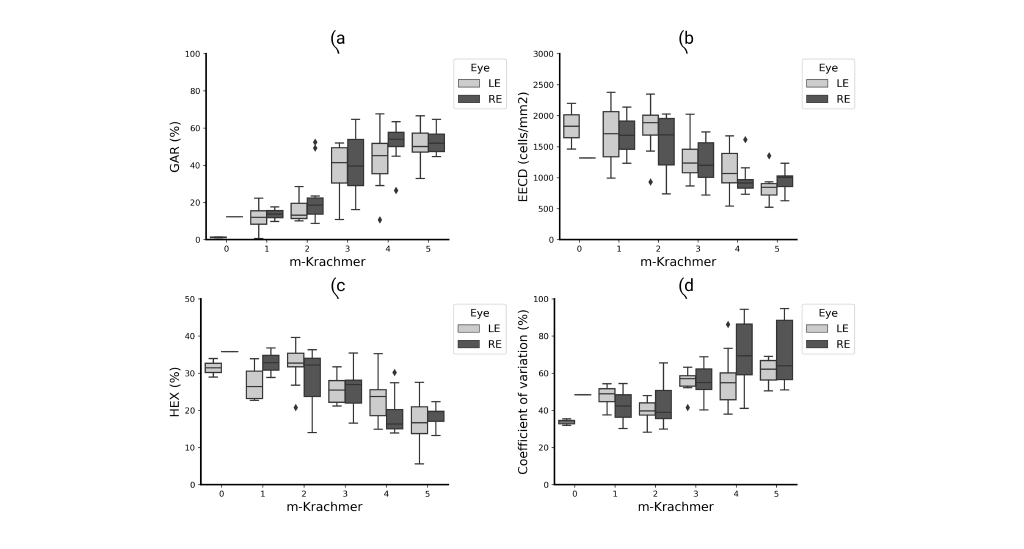 (a
100
80
60
40
20
0
GAR (%)
0 1 2 3 4 5
m-Krachmer
Eye
LE
RE
(b
3000
2500
2000
1500
1000
500
0
EECD (cells/mm2)
0 1 2 3 4 5
m-Krachmer
Eye
LE
RE
(c
50
40
30
20
10
0
HEX (%)
0 1 2 3 4 5
m-Krachmer
Eye
LE
RE
(d
100
80
60
40
20
0
Coefficient of variation (%)
0 1 2 3 4 5
m-Krachmer
Eye
LE
RE